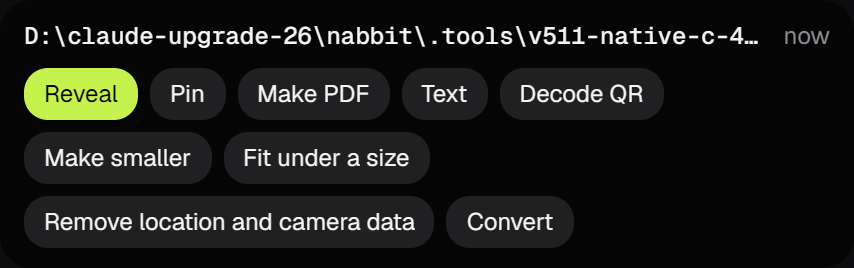 D:\claude-upgrade-26\nabbit\.tools\v511-native-c-4… now
Reveal Pin Make PDF Text Decode QR
Make smaller Fit under a size
Remove location and camera data Convert